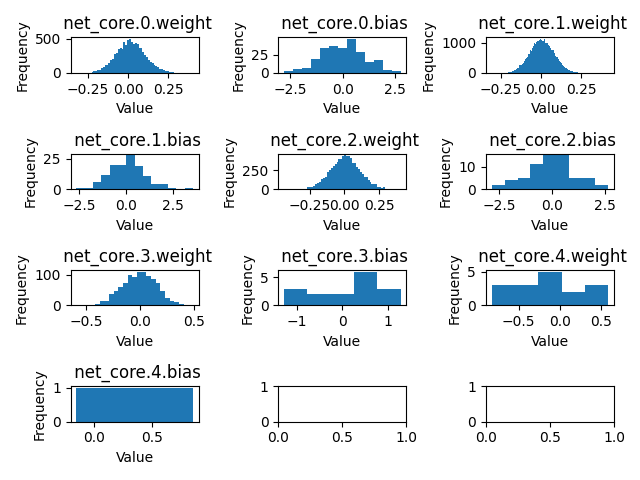 net_core.0.weight
Frequency
500
0
−0.25 0.00 0.25
Value
net_core.0.bias
Frequency
25
0
−2.5 0.0 2.5
Value
net_core.1.weight
Frequency
1000
0
−0.25 0.00 0.25
Value
net_core.1.bias
Frequency
25
0
−2.5 0.0 2.5
Value
net_core.2.weight
Frequency
250
0
−0.25 0.00 0.25
Value
net_core.2.bias
Frequency
10
0
−2.5 0.0 2.5
Value
net_core.3.weight
Frequency
100
0
−0.5 0.0 0.5
Value
net_core.3.bias
Frequency
5
0
−1 0 1
Value
net_core.4.weight
Frequency
5
0
−0.5 0.0 0.5
Value
net_core.4.bias
Frequency
1
0
0.0 0.5
Value
1
0
0.0 0.5 1.0
1
0
0.0 0.5 1.0